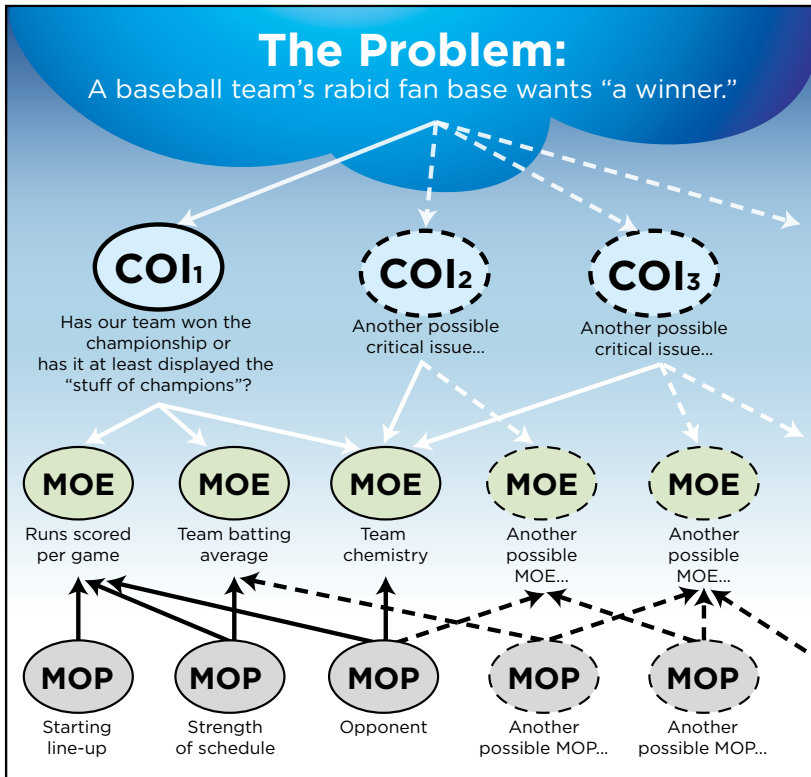 The Problem:
A baseball team's rabid fan base wants “a winner.”
COI1
COI2
COI3
Has our team won the
championship or
has it at least displayed the
“stuff of champions”?
Another possible
critical issue...
Another possible
critical issue...
MOE
MOE
MOE
MOE
MOE
Runs scored
per game
Team batting
average
Team
chemistry
Another
possible
MOE...
Another
possible
MOE...
MOP
MOP
MOP
MOP
MOP
Starting
line-up
Strength
of schedule
Opponent
Another
possible MOP...
Another
possible MOP...